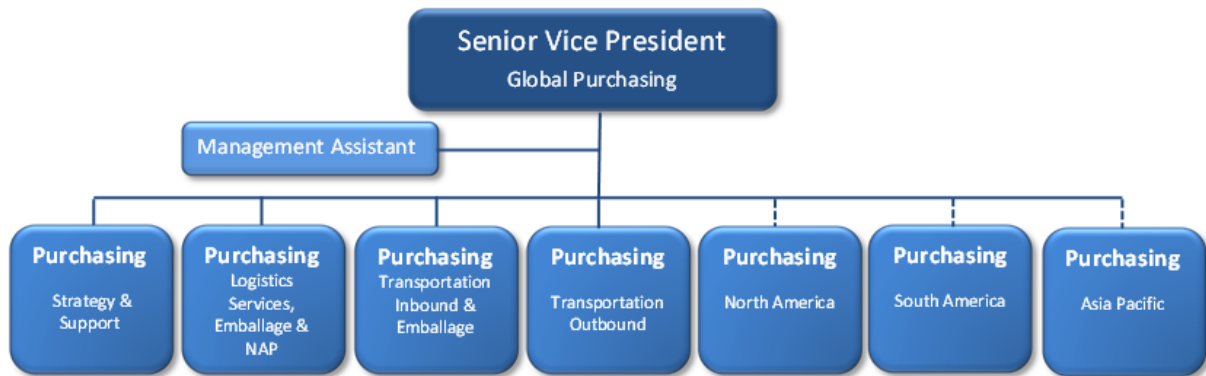 Senior Vice President
Global Purchasing
Management Assistant
Purchasing
Strategy &
Support
Purchasing
Logistics
Services,
Emballage &
NAP
Purchasing
Transportation
Inbound &
Emballage
Purchasing
Transportation
Outbound
Purchasing
North America
Purchasing
South America
Purchasing
Asia Pacific